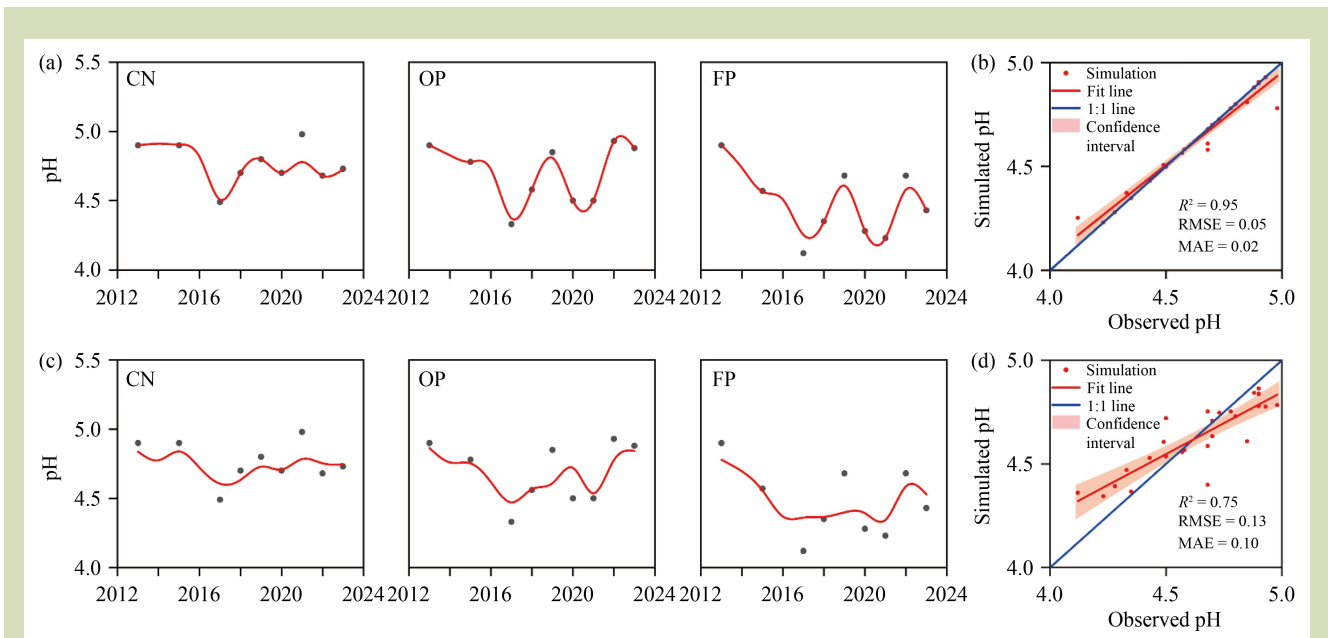 (a)
5.5
5.0
4.5
4.0
pH
CN
OP
FP
2012 2016 2020 2024
2012 2016 2020 2024
2012 2016 2020 2024
(b)
5.0
4.5
4.0
Simulated pH
Simulation
Fit line
1:1 line
Confidence
interval
R² = 0.95
RMSE = 0.05
MAE = 0.02
4.0 4.5 5.0
Observed pH
(c)
5.5
5.0
4.5
4.0
pH
CN
OP
FP
2012 2016 2020 2024
2012 2016 2020 2024
2012 2016 2020 2024
(d)
5.0
4.5
4.0
Simulated pH
Simulation
Fit line
1:1 line
Confidence
interval
R² = 0.75
RMSE = 0.13
MAE = 0.10
4.0 4.5 5.0
Observed pH